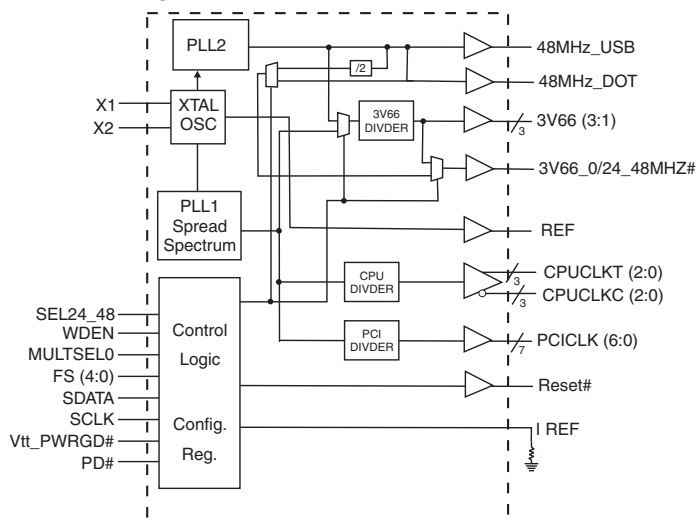 PLL2
48MHz_USB
/2
48MHz_DOT
X1
X2
XTAL
OSC
3V66
DIVDER
3V66 (3:1)
3
3V66_0/24_48MHZ#
PLL1
Spread
Spectrum
REF
CPU
DIVDER
CPUCLKT (2:0)
3
CPUCLKC (2:0)
3
SEL24_48
WDEN
MULTSEL0
FS (4:0)
SDATA
SCLK
Vtt_PWRGD#
PD#
Control
Logic
Config.
Reg.
PCI
DIVDER
PCICLK (6:0)
7
Reset#
I REF